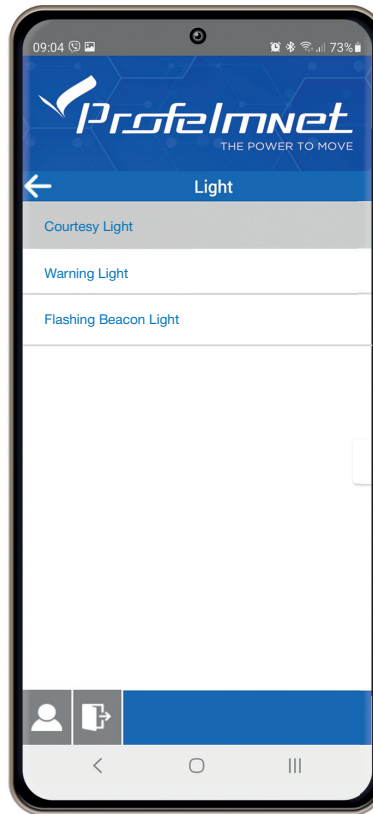 09:04 73%
Profelmnet
THE POWER TO MOVE
Light
Courtesy Light
Warning Light
Flashing Beacon Light